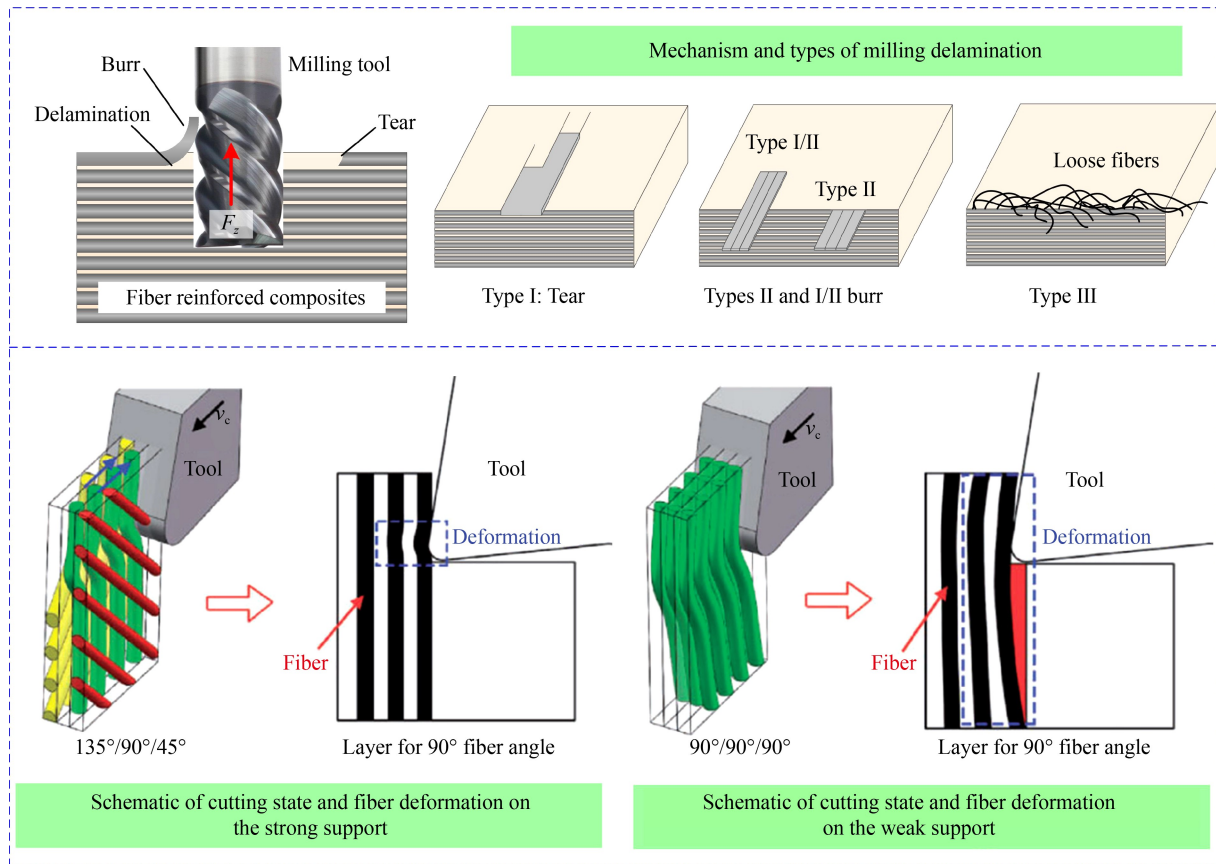 Mechanism and types of milling delamination
Burr
Milling tool
Delamination
Tear
F_z
Fiber reinforced composites
Type I: Tear
Type I/II
Type II
Types II and I/II burr
Loose fibers
Type III
v_c
Tool
135°/90°/45°
Tool
Deformation
Fiber
Layer for 90° fiber angle
Schematic of cutting state and fiber deformation on
the strong support
v_c
Tool
90°/90°/90°
Tool
Deformation
Fiber
Layer for 90° fiber angle
Schematic of cutting state and fiber deformation
on the weak support